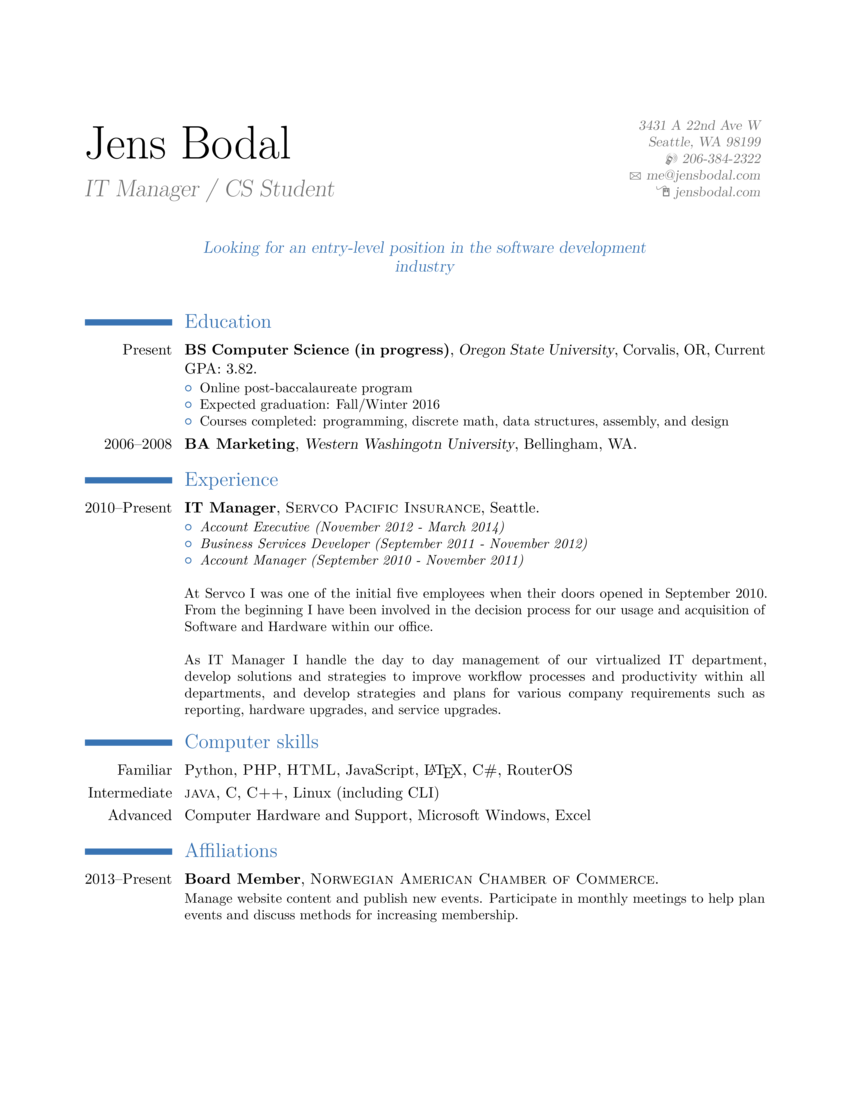 Jens Bodal
IT Manager / CS Student
3431 A 22nd Ave W
Seattle, WA 98199
206-384-2322
me@jensbodal.com
jensbodal.com
Looking for an entry-level position in the software development
industry
Education
Present BS Computer Science (in progress), Oregon State University, Corvalis, OR, Current
GPA: 3.82.
○ Online post-baccalaureate program
○ Expected graduation: Fall/Winter 2016
○ Courses completed: programming, discrete math, data structures, assembly, and design
2006–2008 BA Marketing, Western Washingotn University, Bellingham, WA.
Experience
2010–Present IT Manager, Servco Pacific Insurance, Seattle.
○ Account Executive (November 2012 - March 2014)
○ Business Services Developer (September 2011 - November 2012)
○ Account Manager (September 2010 - November 2011)
At Servco I was one of the initial five employees when their doors opened in September 2010.
From the beginning I have been involved in the decision process for our usage and acquisition of
Software and Hardware within our office.
As IT Manager I handle the day to day management of our virtualized IT department,
develop solutions and strategies to improve workflow processes and productivity within all
departments, and develop strategies and plans for various company requirements such as
reporting, hardware upgrades, and service upgrades.
Computer skills
Familiar Python, PHP, HTML, JavaScript, LATEX, C#, RouterOS
Intermediate JAVA, C, C++, Linux (including CLI)
Advanced Computer Hardware and Support, Microsoft Windows, Excel
Affiliations
2013–Present Board Member, Norwegian American Chamber of Commerce.
Manage website content and publish new events. Participate in monthly meetings to help plan
events and discuss methods for increasing membership.